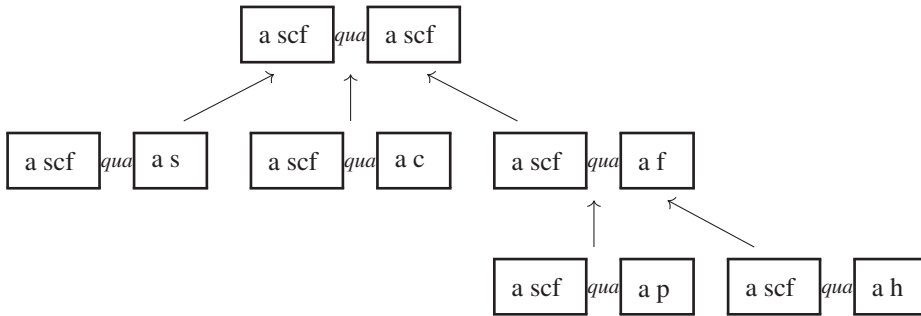 a scf qua a scf
a scf qua a s a scf qua a c a scf qua a f
a scf qua a p a scf qua a h